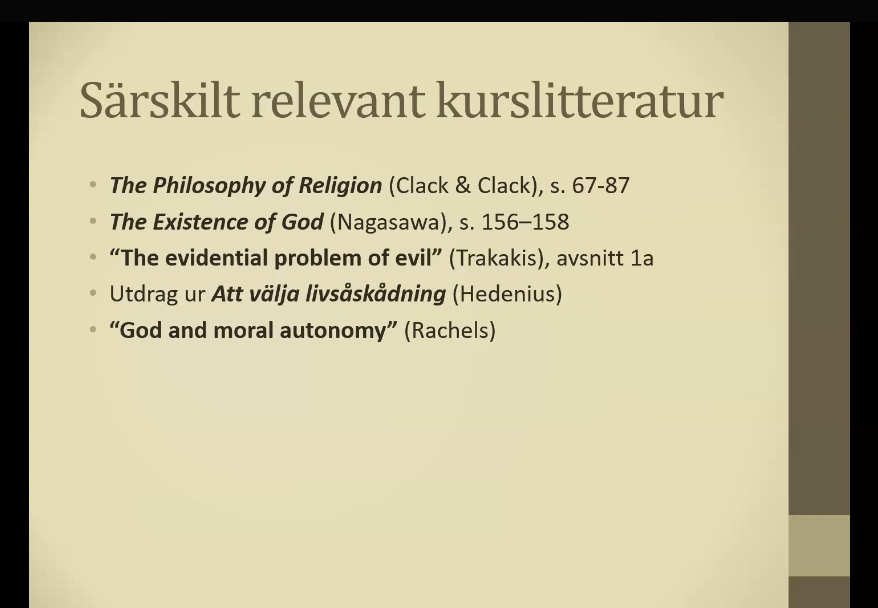 Särskilt relevant kurslitteratur
• The Philosophy of Religion (Clack & Clack), s. 67-87
• The Existence of God (Nagasawa), s. 156–158
• “The evidential problem of evil” (Trakakis), avsnitt 1a
• Utdrag ur Att välja livsåskådning (Hedenius)
• “God and moral autonomy” (Rachels)